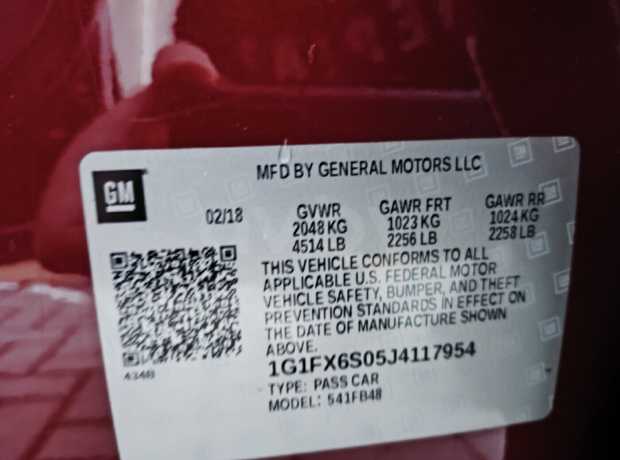 MFD BY GENERAL MOTORS LLC
GM
02/18
GVWR
2048 KG
4514 LB
GAWR FRT
1023 KG
2256 LB
GAWR RR
1024 KG
2258 LB
THIS VEHICLE CONFORMS TO ALL
APPLICABLE U.S. FEDERAL MOTOR
VEHICLE SAFETY, BUMPER, AND THEFT
PREVENTION STANDARDS IN EFFECT ON
THE DATE OF MANUFACTURE SHOWN
ABOVE.
1G1FX6S05J4117954
TYPE: PASS CAR
MODEL: 541FB48